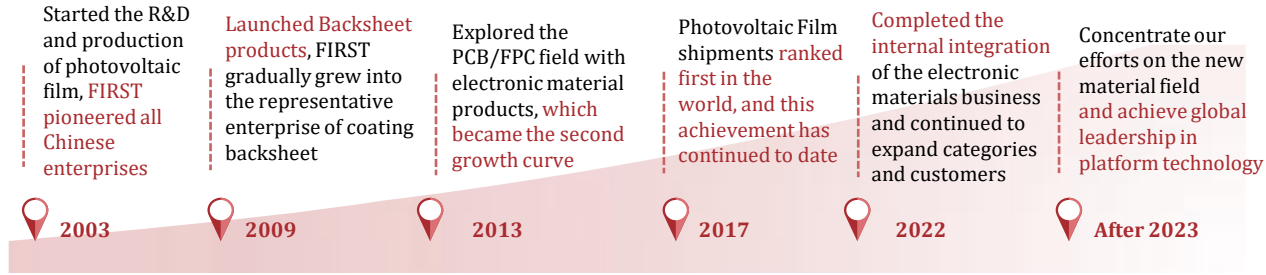 Started the R&D
and production
of photovoltaic
film, FIRST
pioneered all
Chinese
enterprises
2003
Launched Backsheet
products, FIRST
gradually grew into
the representative
enterprise of coating
backsheet
2009
Explored the
PCB/FPC field with
electronic material
products, which
became the second
growth curve
2013
Photovoltaic Film
shipments ranked
first in the
world, and this
achievement has
continued to date
2017
Completed the
internal integration
of the electronic
materials business
and continued to
expand categories
and customers
2022
Concentrate our
efforts on the new
material field
and achieve global
leadership in
platform technology
After 2023